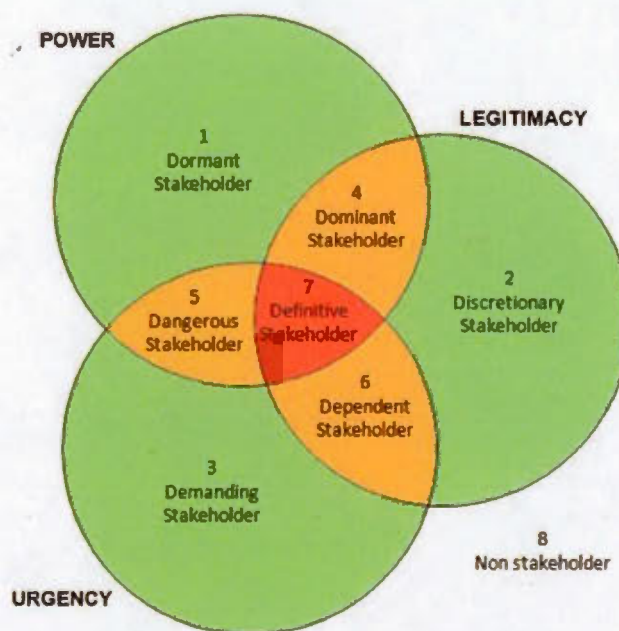 POWER
LEGITIMACY
1
Dormant
Stakeholder
4
Dominant
Stakeholder
2
Discretionary
Stakeholder
5
Dangerous
Stakeholder
7
Definitive
Stakeholder
6
Dependent
Stakeholder
3
Demanding
Stakeholder
8
Non stakeholder
URGENCY